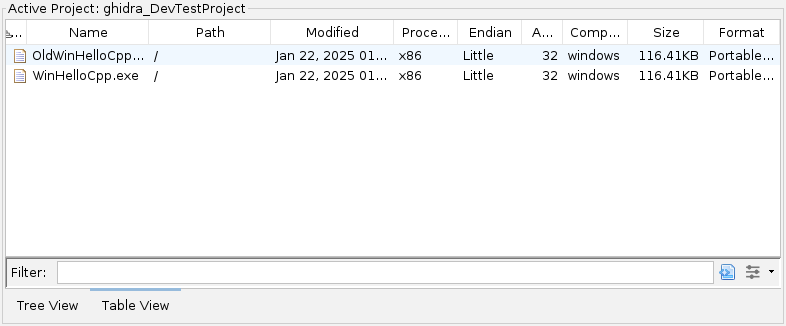 Active Project: ghidra_DevTestProject
... Name Path Modified Proce... Endian A... Comp... Size Format
OldWinHelloCpp... / Jan 22, 2025 01... x86 Little 32 windows 116.41KB Portable...
WinHelloCpp.exe / Jan 22, 2025 01... x86 Little 32 windows 116.41KB Portable...
Filter:
Tree View Table View